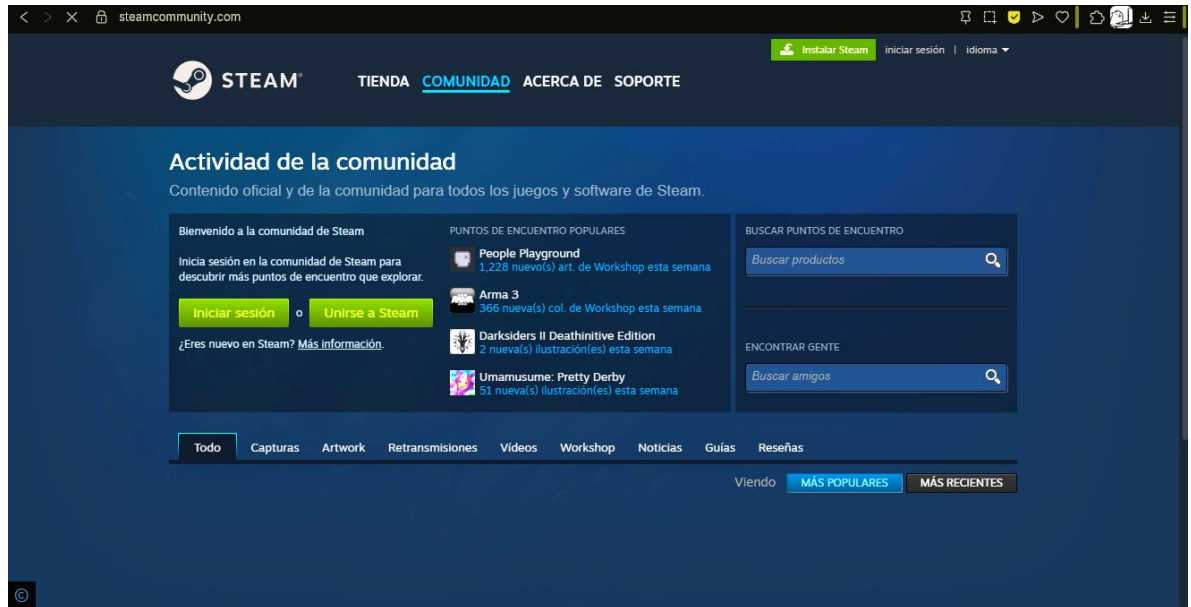 steamcommunity.com
Instalar Steam iniciar sesión | idioma
STEAM®
TIENDA COMUNIDAD ACERCA DE SOPORTE
Actividad de la comunidad
Contenido oficial y de la comunidad para todos los juegos y software de Steam.
Bienvenido a la comunidad de Steam
Inicia sesión en la comunidad de Steam para
descubrir más puntos de encuentro que explorar.
Iniciar sesión o Unirse a Steam
¿Eres nuevo en Steam? Más información.
PUNTOS DE ENCUENTRO POPULARES
People Playground
1,228 nuevo(s) art. de Workshop esta semana
Arma 3
366 nueva(s) col. de Workshop esta semana
Darksiders II Deathinitive Edition
2 nueva(s) ilustración(es) esta semana
Umamusume: Pretty Derby
51 nueva(s) ilustración(es) esta semana
BUSCAR PUNTOS DE ENCUENTRO
Buscar productos
ENCONTRAR GENTE
Buscar amigos
Todo Capturas Artwork Retransmisiones Vídeos Workshop Noticias Guías Reseñas
Viendo MÁS POPULARES MÁS RECIENTES
©